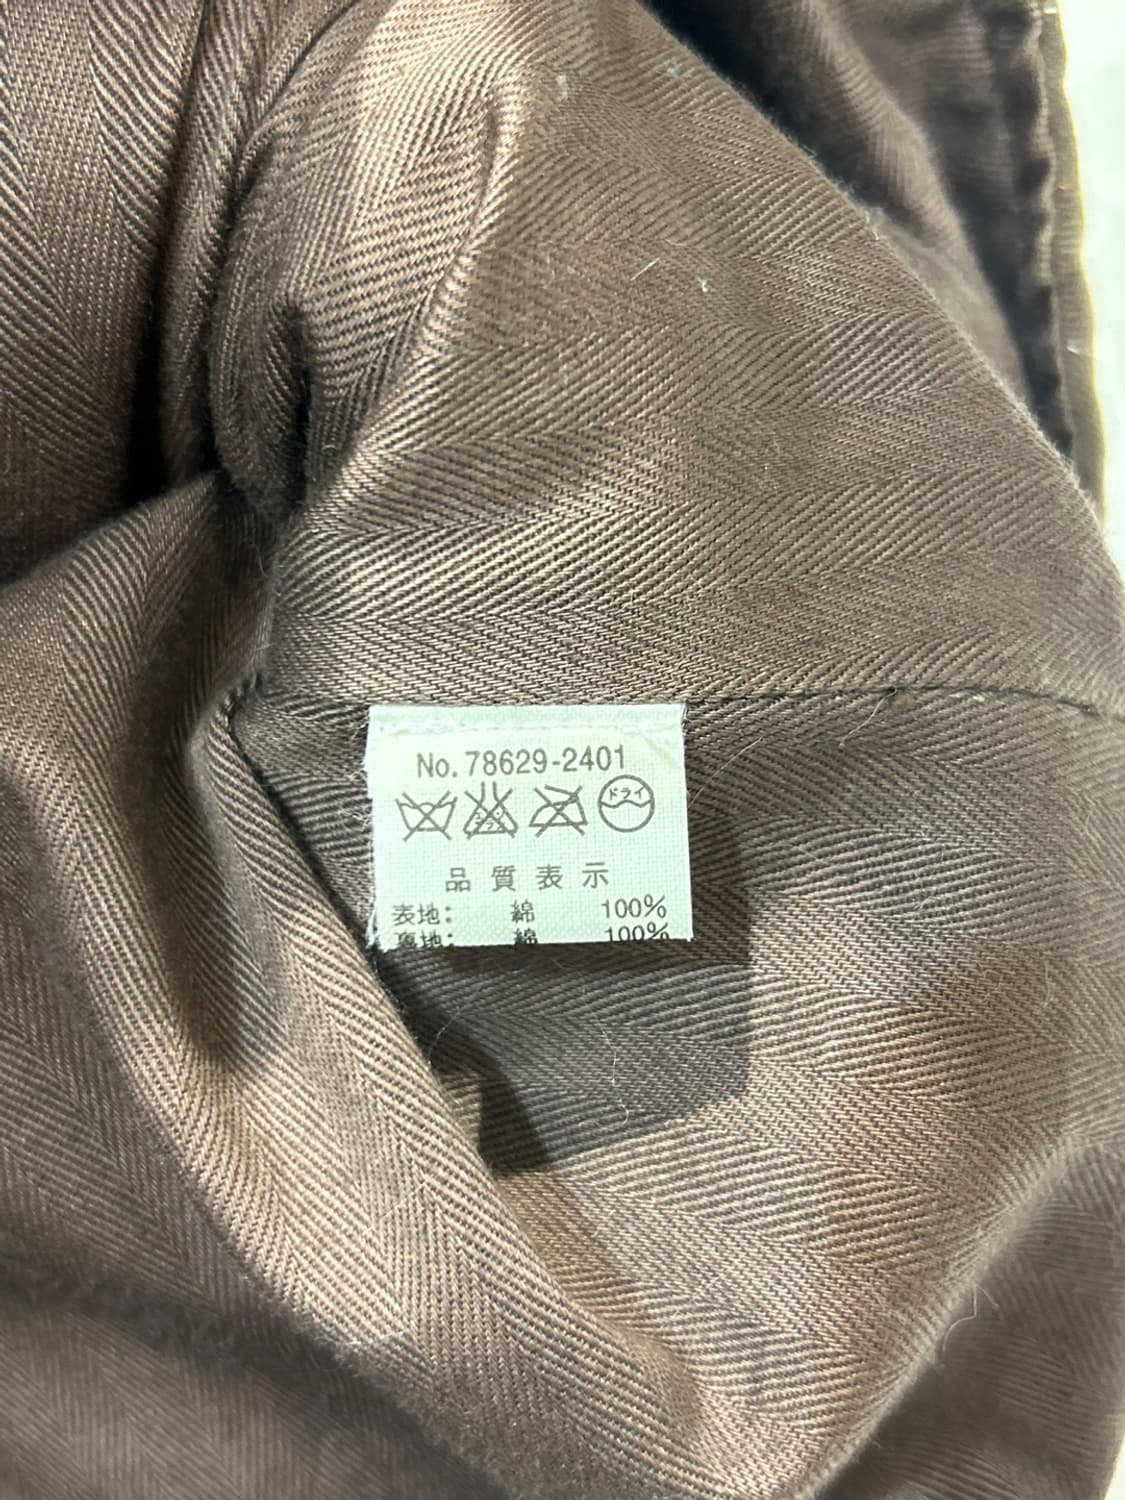 No. 78629-2401
ドライ
品質表示
表地: 綿 100%
裏地: 綿 100%